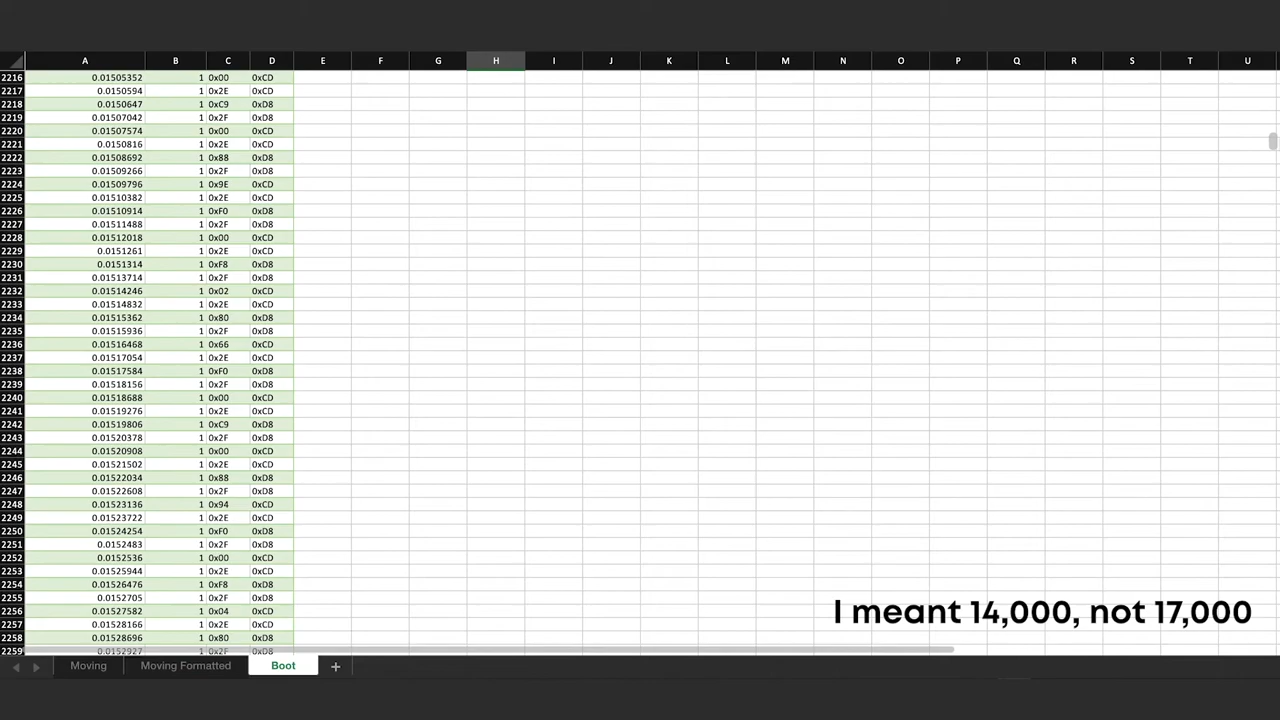 A B C D E F G H I J K L M N O P Q R S T U
2216 0.01505352 1 0x00 0xCD
2217 0.0150594 1 0x2E 0xCD
2218 0.0150647 1 0xC9 0xD8
2219 0.01507042 1 0x2F 0xD8
2220 0.01507574 1 0x00 0xCD
2221 0.0150816 1 0x2E 0xCD
2222 0.01508692 1 0x88 0xD8
2223 0.01509266 1 0x2F 0xD8
2224 0.01509796 1 0x9E 0xCD
2225 0.01510382 1 0x2E 0xCD
2226 0.01510914 1 0xF0 0xD8
2227 0.01511488 1 0x2F 0xD8
2228 0.01512018 1 0x00 0xCD
2229 0.0151261 1 0x2E 0xCD
2230 0.0151314 1 0xF8 0xD8
2231 0.01513714 1 0x2F 0xD8
2232 0.01514246 1 0x02 0xCD
2233 0.01514832 1 0x2E 0xCD
2234 0.01515362 1 0x80 0xD8
2235 0.01515936 1 0x2F 0xD8
2236 0.01516468 1 0x66 0xCD
2237 0.01517054 1 0x2E 0xCD
2238 0.01517584 1 0xF0 0xD8
2239 0.01518156 1 0x2F 0xD8
2240 0.01518688 1 0x00 0xCD
2241 0.01519276 1 0x2E 0xCD
2242 0.01519806 1 0xC9 0xD8
2243 0.01520378 1 0x2F 0xD8
2244 0.01520908 1 0x00 0xCD
2245 0.01521502 1 0x2E 0xCD
2246 0.01522034 1 0x88 0xD8
2247 0.01522608 1 0x2F 0xD8
2248 0.01523136 1 0x94 0xCD
2249 0.01523722 1 0x2E 0xCD
2250 0.01524254 1 0xF0 0xD8
2251 0.0152483 1 0x2F 0xD8
2252 0.0152536 1 0x00 0xCD
2253 0.01525944 1 0x2E 0xCD
2254 0.01526476 1 0xF8 0xD8
2255 0.0152705 1 0x2F 0xD8
2256 0.01527582 1 0x04 0xCD
2257 0.01528166 1 0x2E 0xCD
2258 0.01528696 1 0x80 0xD8
2259 0.0152927 1 0x2F 0xD8
I meant 14,000, not 17,000
Moving Moving Formatted Boot +